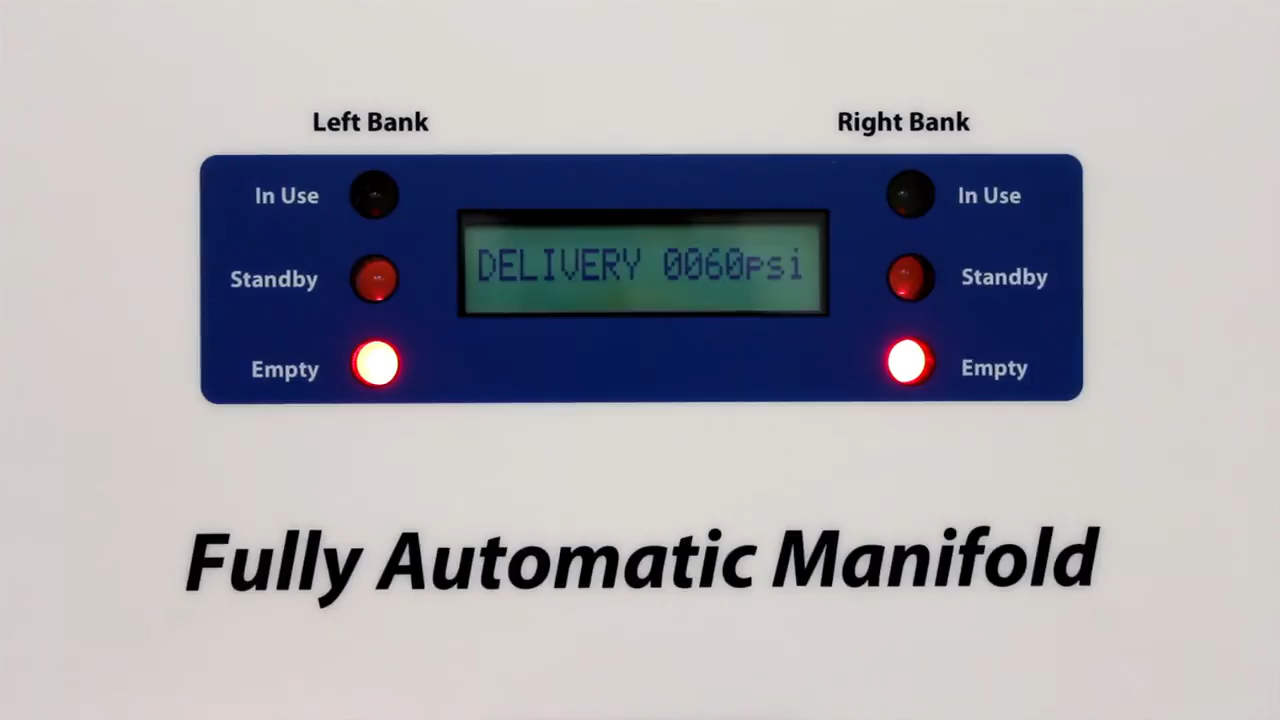 Left Bank
Right Bank
In Use
In Use
DELIVERY 0060psi
Standby
Standby
Empty
Empty
Fully Automatic Manifold